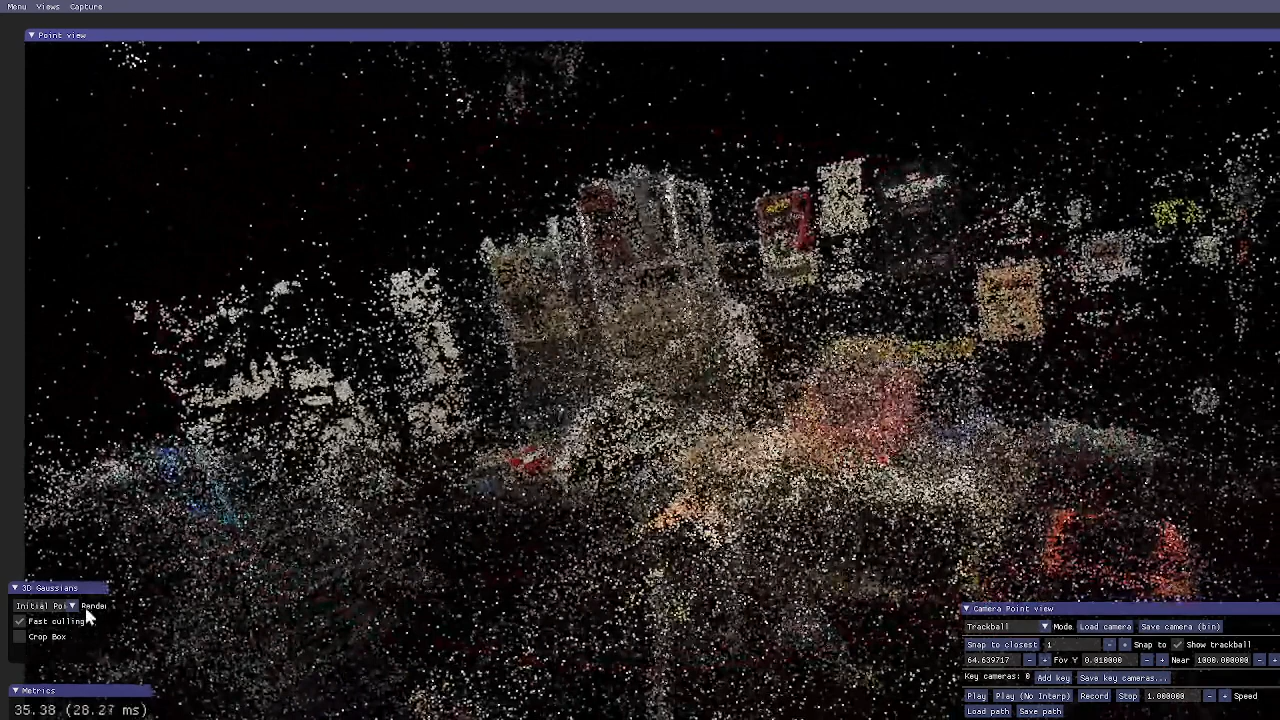 Menu Views Capture
Point view
3D Gaussians
Initial Poi Render
Fast culling
Crop Box
Metrics
35.38 (28.27 ms)
Camera Point view
Trackball Mode Load camera Save camera (bin)
Snap to closest 1 - + Snap to Show trackball
64.639717 - + Fov Y 0.010000 - + Near 1000.000000 - +
Key cameras: 0 Add key Save key cameras...
Play Play (No Interp) Record Stop 1.000000 - + Speed
Load path Save path